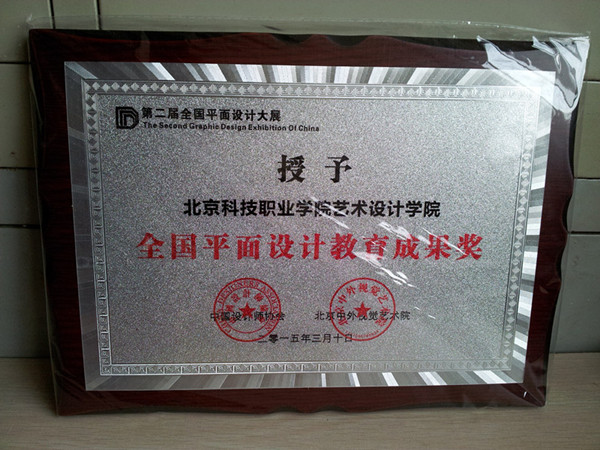 第二届全国平面设计大展
The Second Graphic Design Exhibition Of China
授予
北京科技职业学院艺术设计学院
全国平面设计教育成果奖
中国设计师协会 北京中外视觉艺术院
二零一五年三月十日